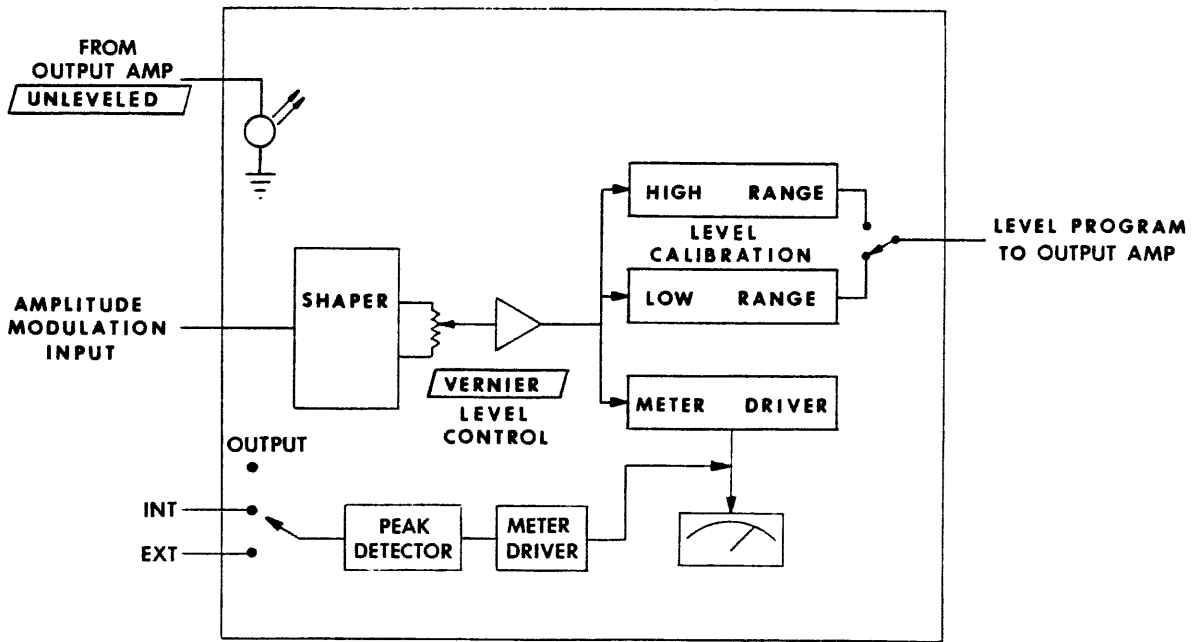 FROM
OUTPUT AMP
UNLEVELED
HIGH RANGE
LEVEL
CALIBRATION
LOW RANGE
LEVEL PROGRAM
TO OUTPUT AMP
AMPLITUDE
MODULATION
INPUT
SHAPER
VERNIER
LEVEL
CONTROL
METER DRIVER
OUTPUT
INT
EXT
PEAK
DETECTOR
METER
DRIVER